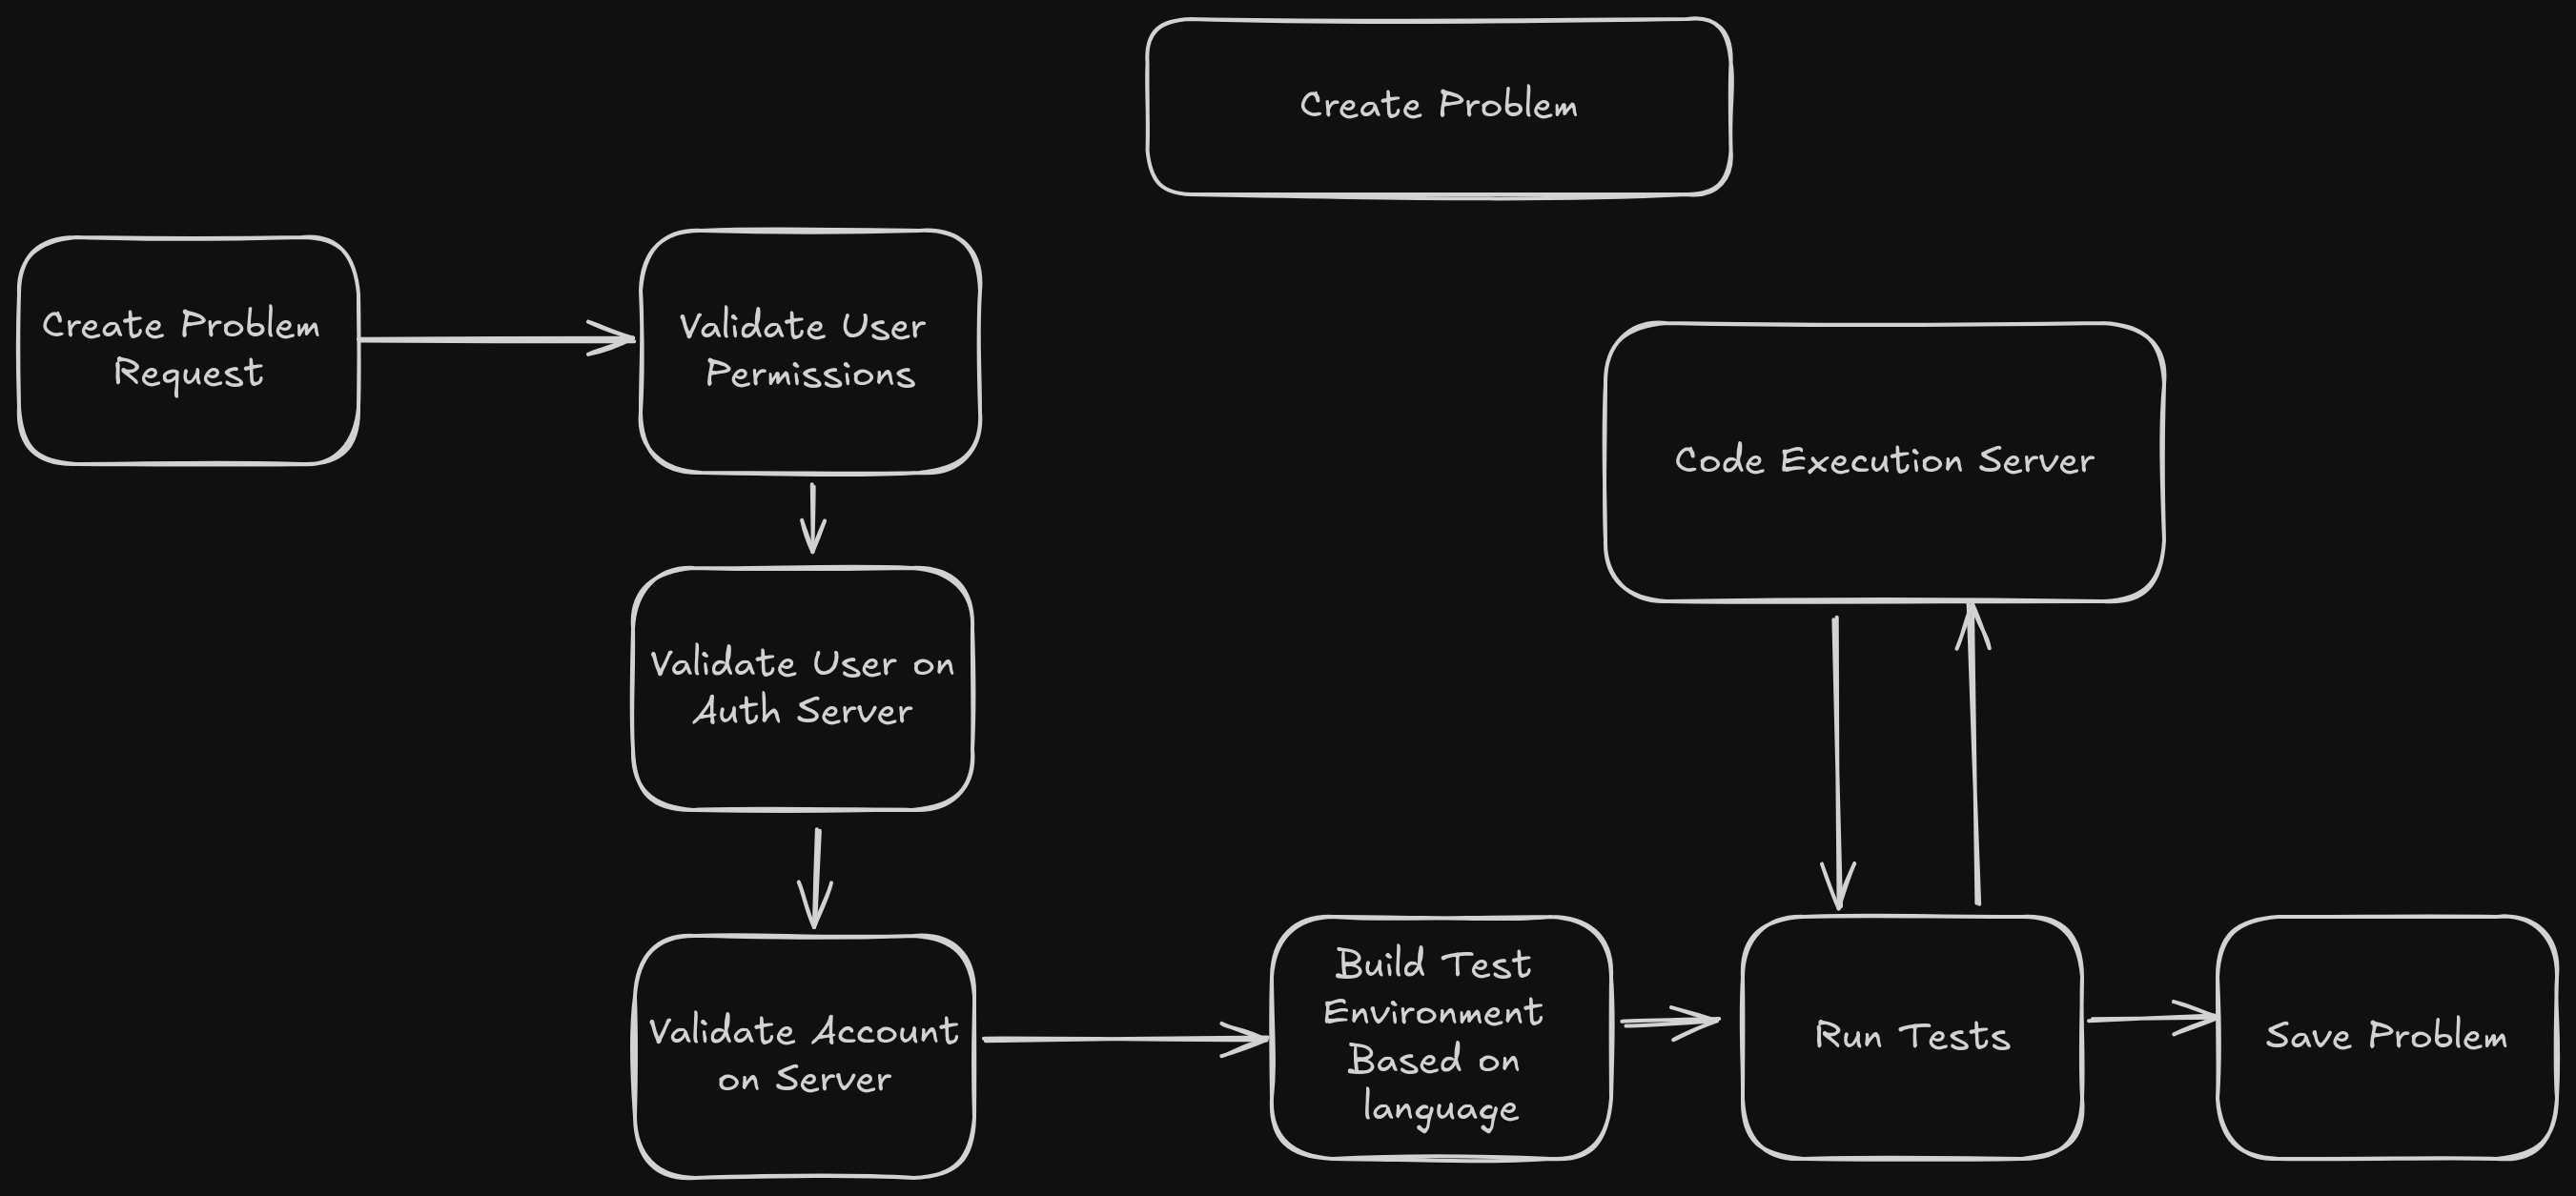 Create Problem
Create Problem
Request
Validate User
Permissions
Code Execution Server
Validate User on
Auth Server
Validate Account
on Server
Build Test
Environment
Based on
language
Run Tests
Save Problem